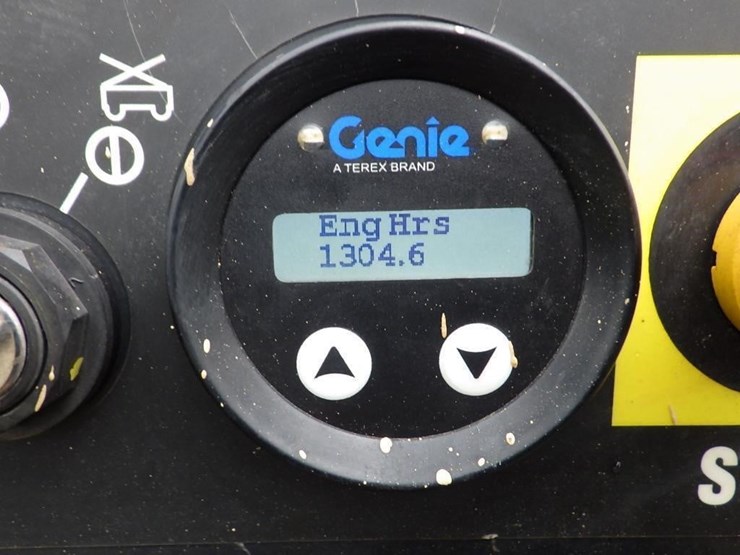 Genie
A TEREX BRAND
Eng Hrs
1304.6
S